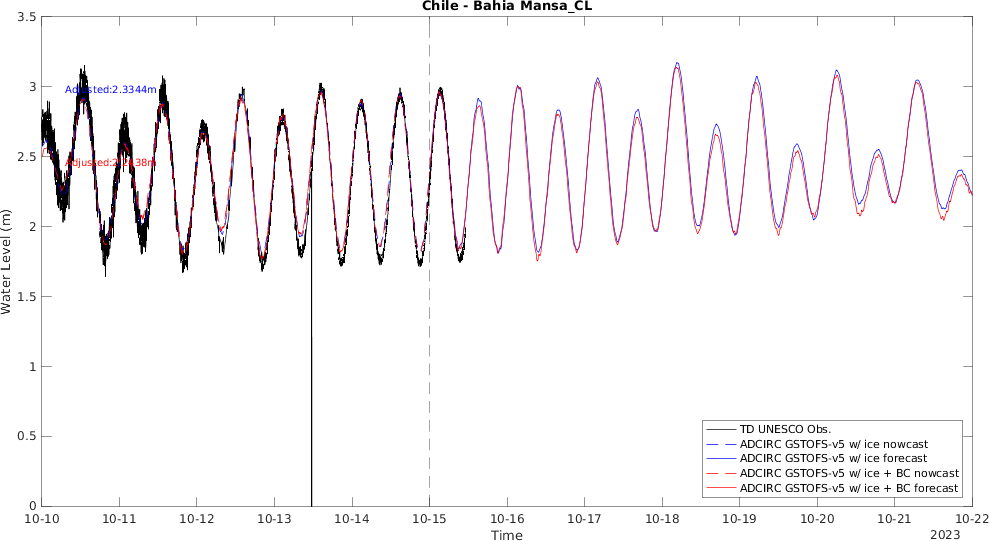 Chile - Bahia Mansa_CL
Water Level (m)
3.5
3
2.5
2
1.5
1
0.5
0
Adjusted:2.3344m
TD UNESCO Obs.
ADCIRC GSTOFS-v5 w/ ice nowcast
ADCIRC GSTOFS-v5 w/ ice forecast
ADCIRC GSTOFS-v5 w/ ice + BC nowcast
ADCIRC GSTOFS-v5 w/ ice + BC forecast
10-10 10-11 10-12 10-13 10-14 10-15 10-16 10-17 10-18 10-19 10-20 10-21 10-22
Time
2023